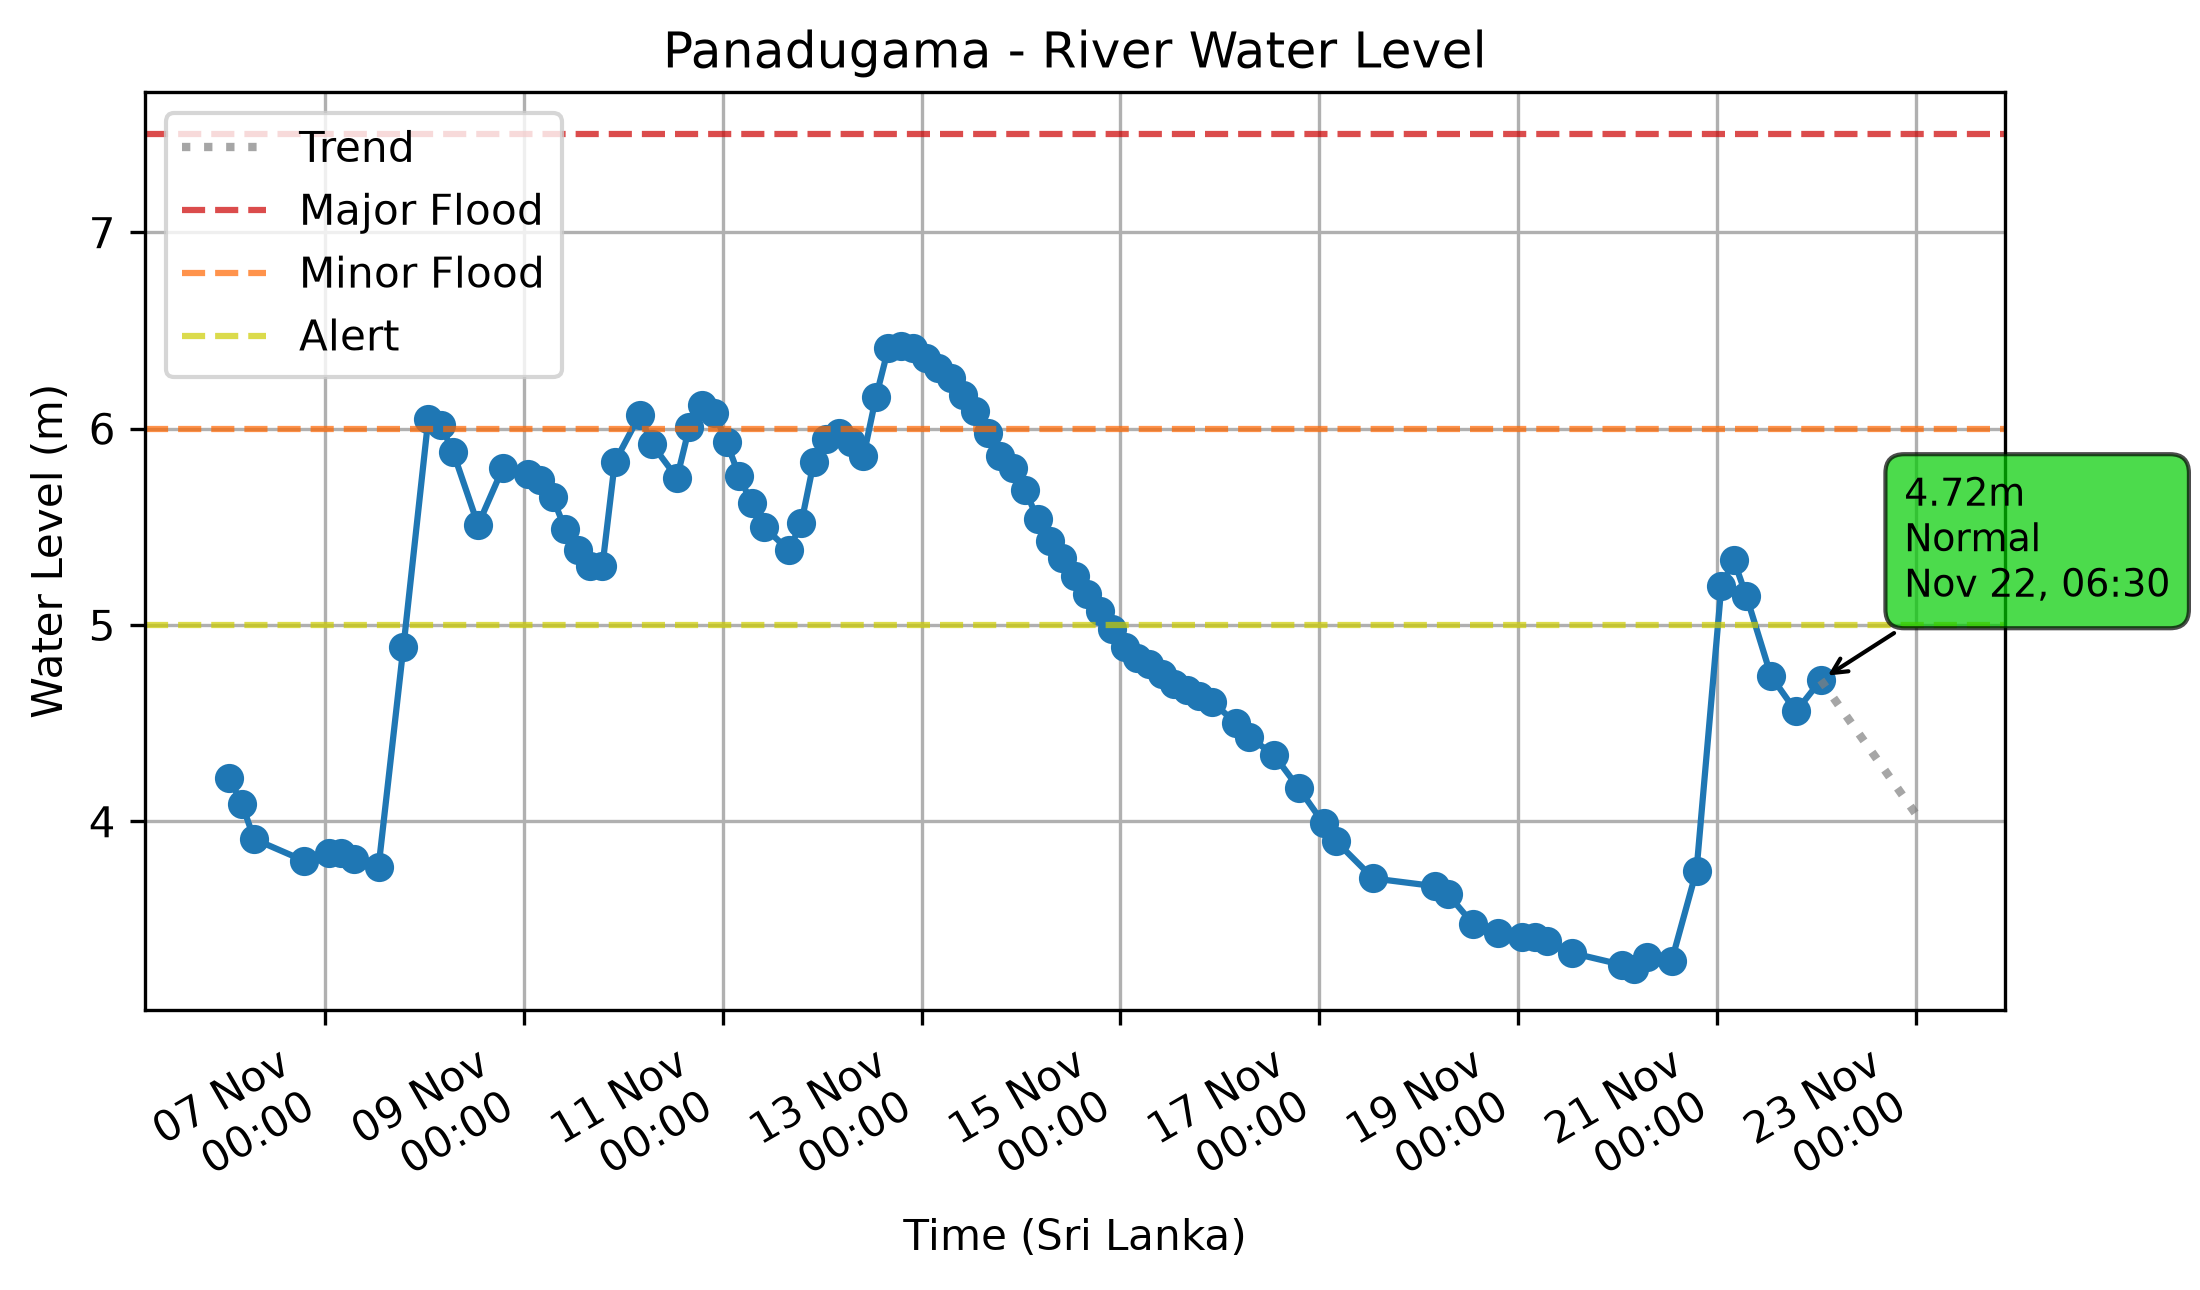 Panadugama - River Water Level
Trend
Major Flood
Minor Flood
Alert
7
6
5
4
Water Level (m)
4.72m
Normal
Nov 22, 06:30
07 Nov
00:00
09 Nov
00:00
11 Nov
00:00
13 Nov
00:00
15 Nov
00:00
17 Nov
00:00
19 Nov
00:00
21 Nov
00:00
23 Nov
00:00
Time (Sri Lanka)